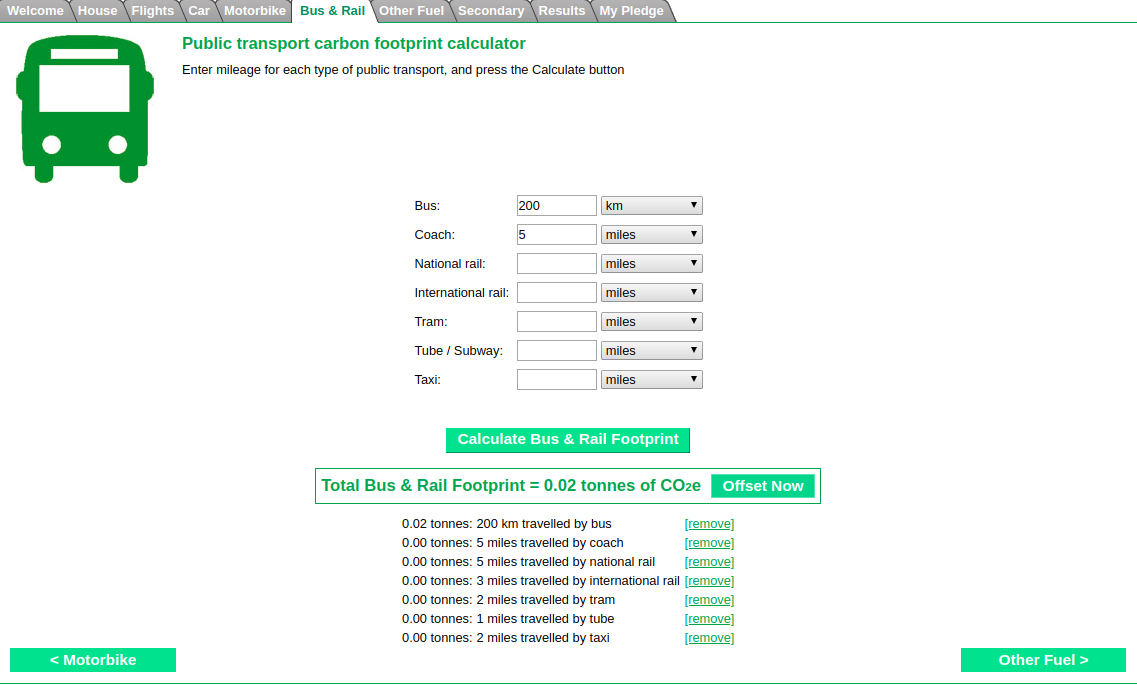 Welcome House Flights Car Motorbike Bus & Rail Other Fuel Secondary Results My Pledge
Public transport carbon footprint calculator
Enter mileage for each type of public transport, and press the Calculate button
Bus: 200 km
Coach: 5 miles
National rail: miles
International rail: miles
Tram: miles
Tube / Subway: miles
Taxi: miles
Calculate Bus & Rail Footprint
Total Bus & Rail Footprint = 0.02 tonnes of CO2e Offset Now
0.02 tonnes: 200 km travelled by bus [remove]
0.00 tonnes: 5 miles travelled by coach [remove]
0.00 tonnes: 5 miles travelled by national rail [remove]
0.00 tonnes: 3 miles travelled by international rail [remove]
0.00 tonnes: 2 miles travelled by tram [remove]
0.00 tonnes: 1 miles travelled by tube [remove]
0.00 tonnes: 2 miles travelled by taxi [remove]
< Motorbike Other Fuel >